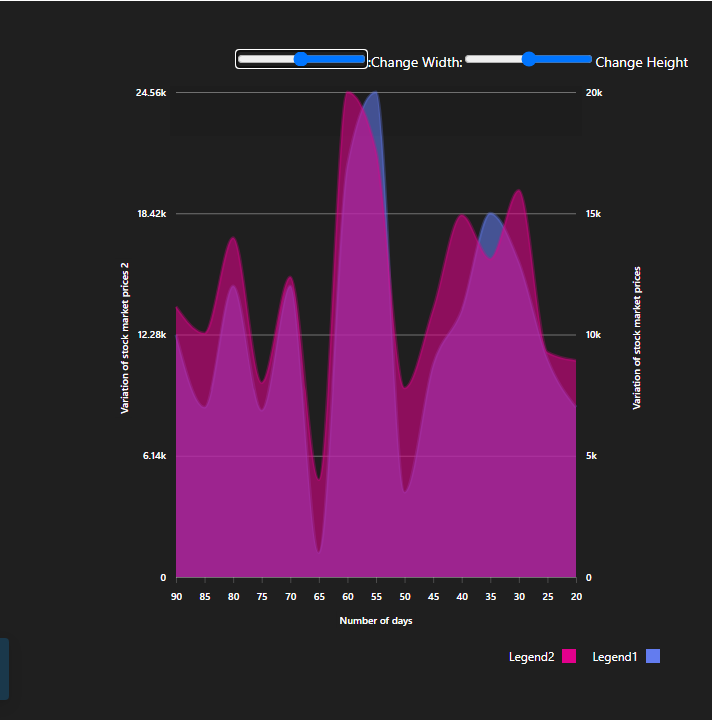 :Change Width: Change Height
24.56k
18.42k
12.28k
6.14k
0
Variation of stock market prices 2
20k
15k
10k
5k
0
Variation of stock market prices
90 85 80 75 70 65 60 55 50 45 40 35 30 25 20
Number of days
Legend2 Legend1